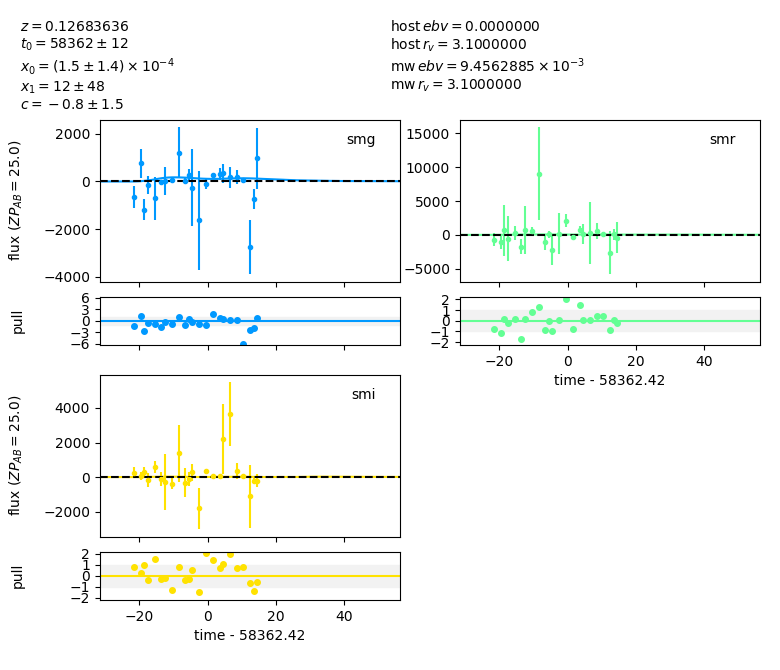 z = 0.12683636
t₀ = 58362 ± 12
x₀ = (1.5 ± 1.4) × 10⁻⁴
x₁ = 12 ± 48
c = −0.8 ± 1.5
host ebv = 0.0000000
host r_v = 3.1000000
mw ebv = 9.4562885 × 10⁻³
mw r_v = 3.1000000
smg
flux (ZP_AB = 25.0)
2000
0
−2000
−4000
pull
6
3
0
−3
−6
smr
15000
10000
5000
0
−5000
2
1
0
−1
−2
−20 0 20 40
time - 58362.42
smi
flux (ZP_AB = 25.0)
4000
2000
0
−2000
pull
2
1
0
−1
−2
−20 0 20 40
time - 58362.42